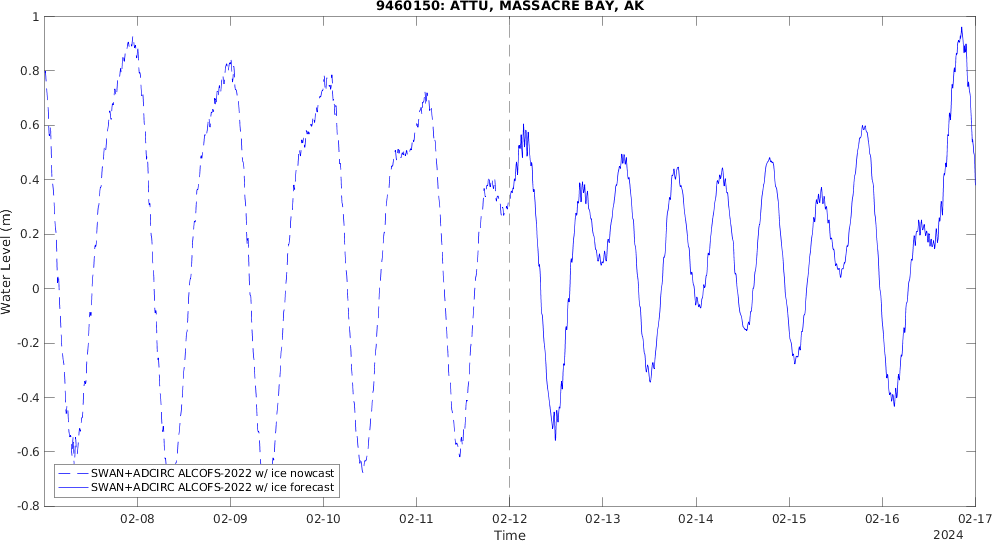 9460150: ATTU, MASSACRE BAY, AK
1
0.8
0.6
0.4
0.2
0
-0.2
-0.4
-0.6
-0.8
Water Level (m)
SWAN+ADCIRC ALCOFS-2022 w/ ice nowcast
SWAN+ADCIRC ALCOFS-2022 w/ ice forecast
02-08 02-09 02-10 02-11 02-12 02-13 02-14 02-15 02-16 02-17
Time
2024